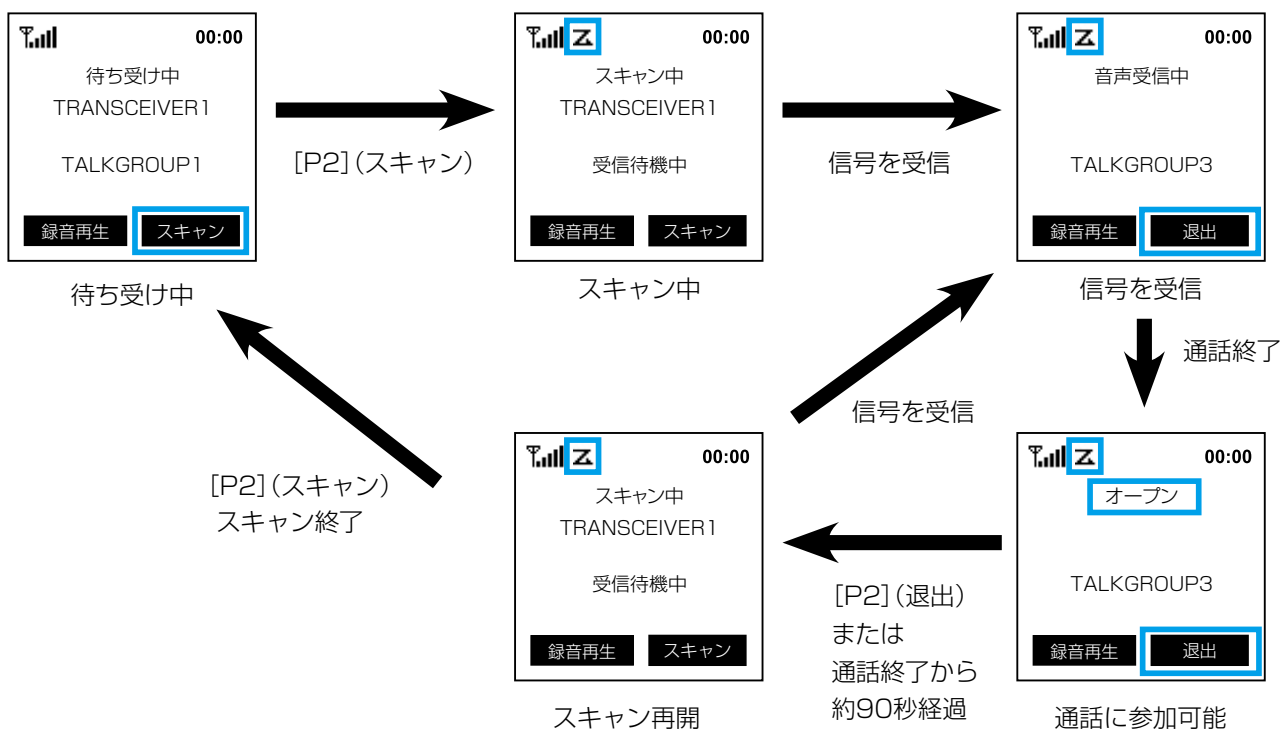 00:00
待ち受け中
TRANSCEIVER1
TALKGROUP1
録音再生 スキャン
待ち受け中
[P2](スキャン)
00:00
スキャン中
TRANSCEIVER1
受信待機中
録音再生 スキャン
スキャン中
信号を受信
00:00
音声受信中
TALKGROUP3
録音再生 退出
信号を受信
通話終了
00:00
オープン
TALKGROUP3
録音再生 退出
通話に参加可能
[P2](退出)
または
通話終了から
約90秒経過
00:00
スキャン中
TRANSCEIVER1
受信待機中
録音再生 スキャン
スキャン再開
信号を受信
[P2](スキャン)
スキャン終了